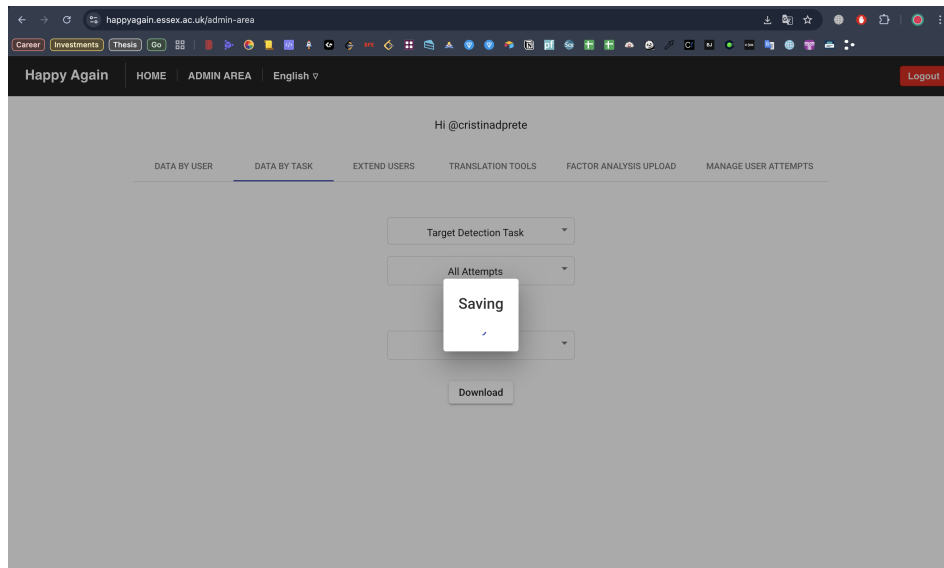 happyagain.essex.ac.uk/admin-area
Career Investments Thesis Go
Happy Again HOME ADMIN AREA English ▿ Logout
Hi @cristinadprete
DATA BY USER DATA BY TASK EXTEND USERS TRANSLATION TOOLS FACTOR ANALYSIS UPLOAD MANAGE USER ATTEMPTS
Target Detection Task
All Attempts
Saving
Download